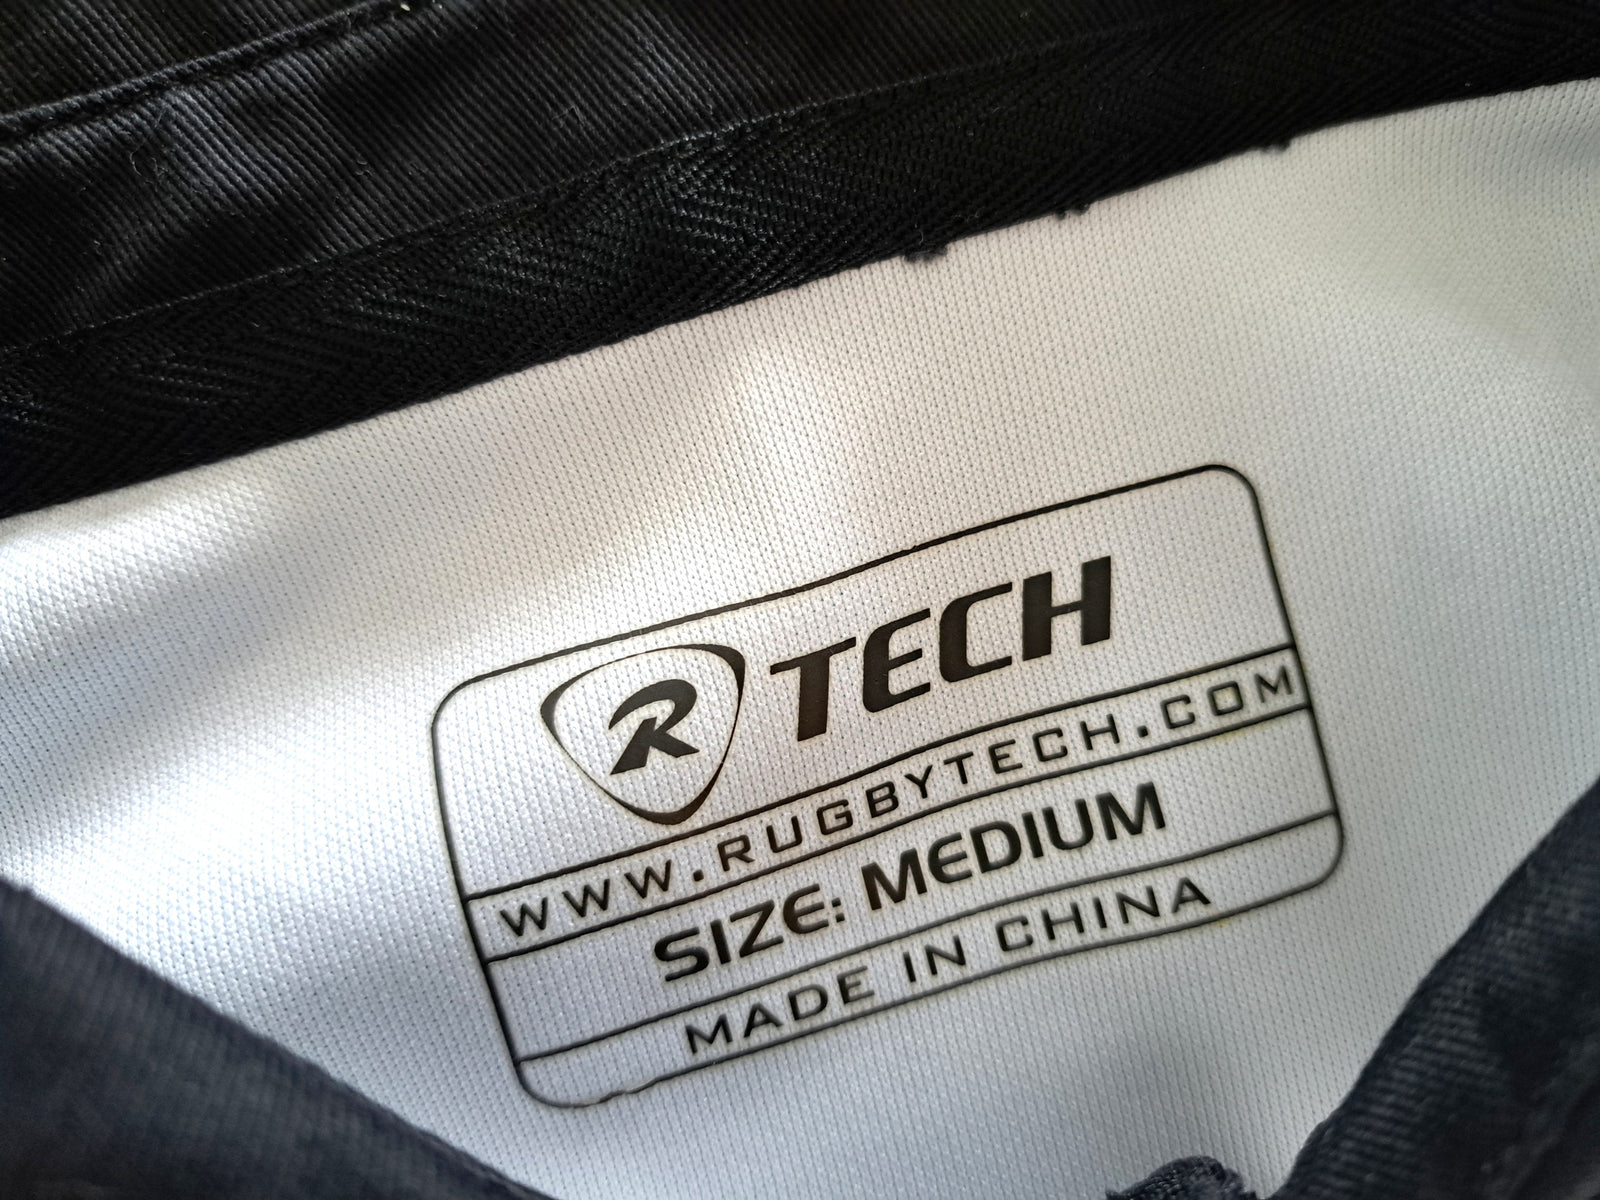 R TECH
WWW.RUGBYTECH.COM
SIZE: MEDIUM
MADE IN CHINA